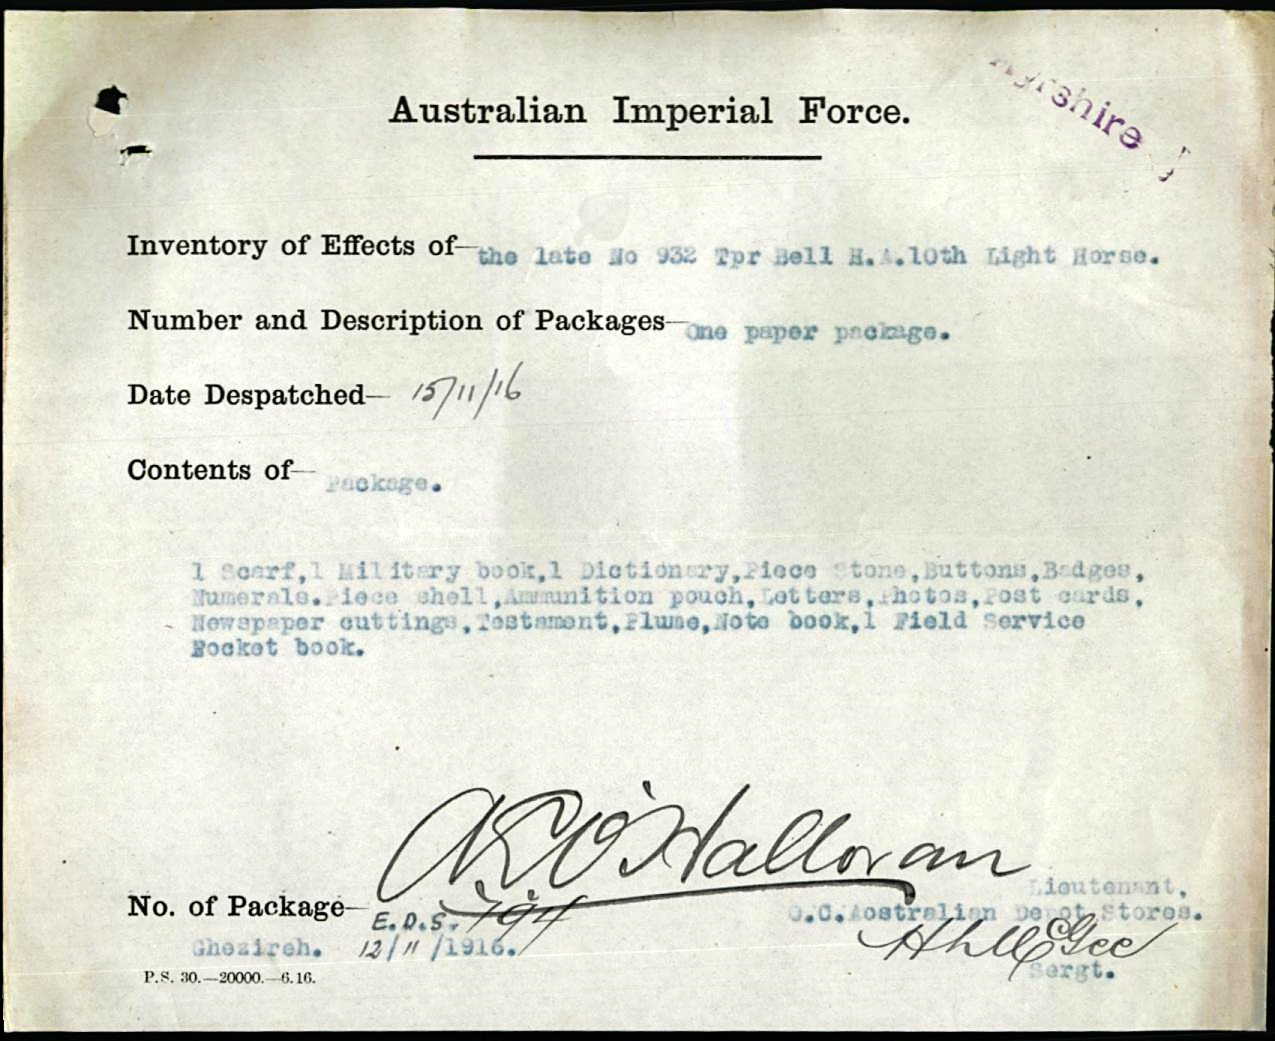 Ayrshire
Australian Imperial Force.
Inventory of Effects of— the late No 932 Tpr Bell H.A.10th Light Horse.
Number and Description of Packages— One paper package.
Date Despatched— 15/11/16
Contents of— Package.
1 Scarf,1 Military book,1 Dictionary,Piece Stone,Buttons,Badges,
Numerals.Piece shell,Ammunition pouch,Letters,Photos,Post cards,
Newspaper cuttings,Testament,Plume,Note book,1 Field Service
Pocket book.
O'Halloran
Lieutenant,
No. of Package— E.D.S. 794
O.C.Aostralian Depot Stores.
Ghezireh. 12/11/1916.
McGee
Sergt.
P.S. 30.—20000.—6.16.